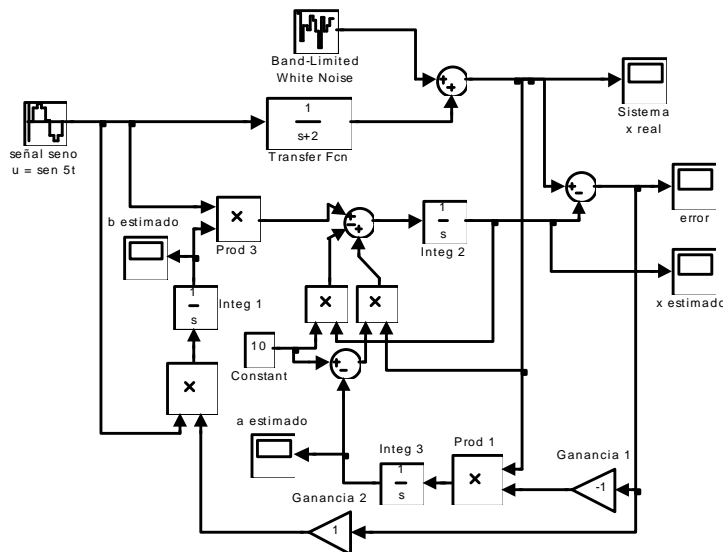 Band-Limited
White Noise
Sistema
x real
1
s+2
Transfer Fcn
señal seno
u = sen 5t
error
b estimado
×
Prod 3
1
s
Integ 2
x estimado
1
s
Integ 1
×
×
10
Constant
×
a estimado
Integ 3
1
s
Prod 1
×
Ganancia 1
-1
Ganancia 2
1